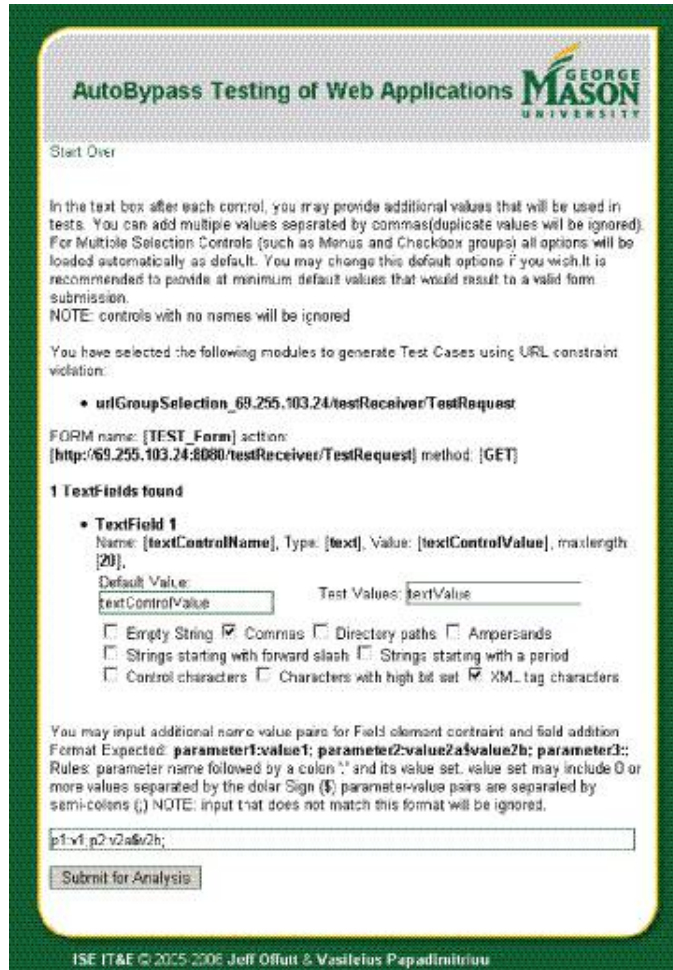 AutoBypass Testing of Web Applications
GEORGE
MASON
UNIVERSITY
Start Over
In the text box after each control, you may provide additional values that will be used in
tests. You can add multiple values separated by commas(duplicate values will be ignored).
For Multiple Selection Controls (such as Menus and Checkbox groups) all options will be
loaded automatically as default. You may change this default options if you wish.It is
recommended to provide at minimum default values that would result to a valid form
submission.
NOTE: controls with no names will be ignored
You have selected the following modules to generate Test Cases using URL constraint
violation:
• urlGroupSelection_69.255.103.24/testReceiver/TestRequest
FORM name: [TEST_Form] acttion:
[http://69.255.103.24:8080/testReceiver/TestRequest] method: [GET]
1 TextFields found
• TextField 1
Name: [textControlName], Type: [text], Value: [textControlValue], maxlength:
[20],
Default Value:
textControlValue
Test Values: textValue
Empty String Commas Directory paths Ampersands
Strings starting with forward slash Strings starting with a period
Control characters Characters with high bit set XML tag characters
You may input additional name value pairs for Field element contraint and field addition
Format Expected: parameter1:value1; parameter2:value2a$value2b; parameter3:;
Rules: parameter name followed by a colon ':' and its value set. value set may include 0 or
more values separated by the dolar Sign ($) parameter-value pairs are separated by
semi-colons (;) NOTE: input that does not match this format will be ignored.
p1:v1;p2:v2a$v2b;
Submit for Analysis
ISE IT&E © 2005-2006 Jeff Offutt & Vasileios Papadimitriou